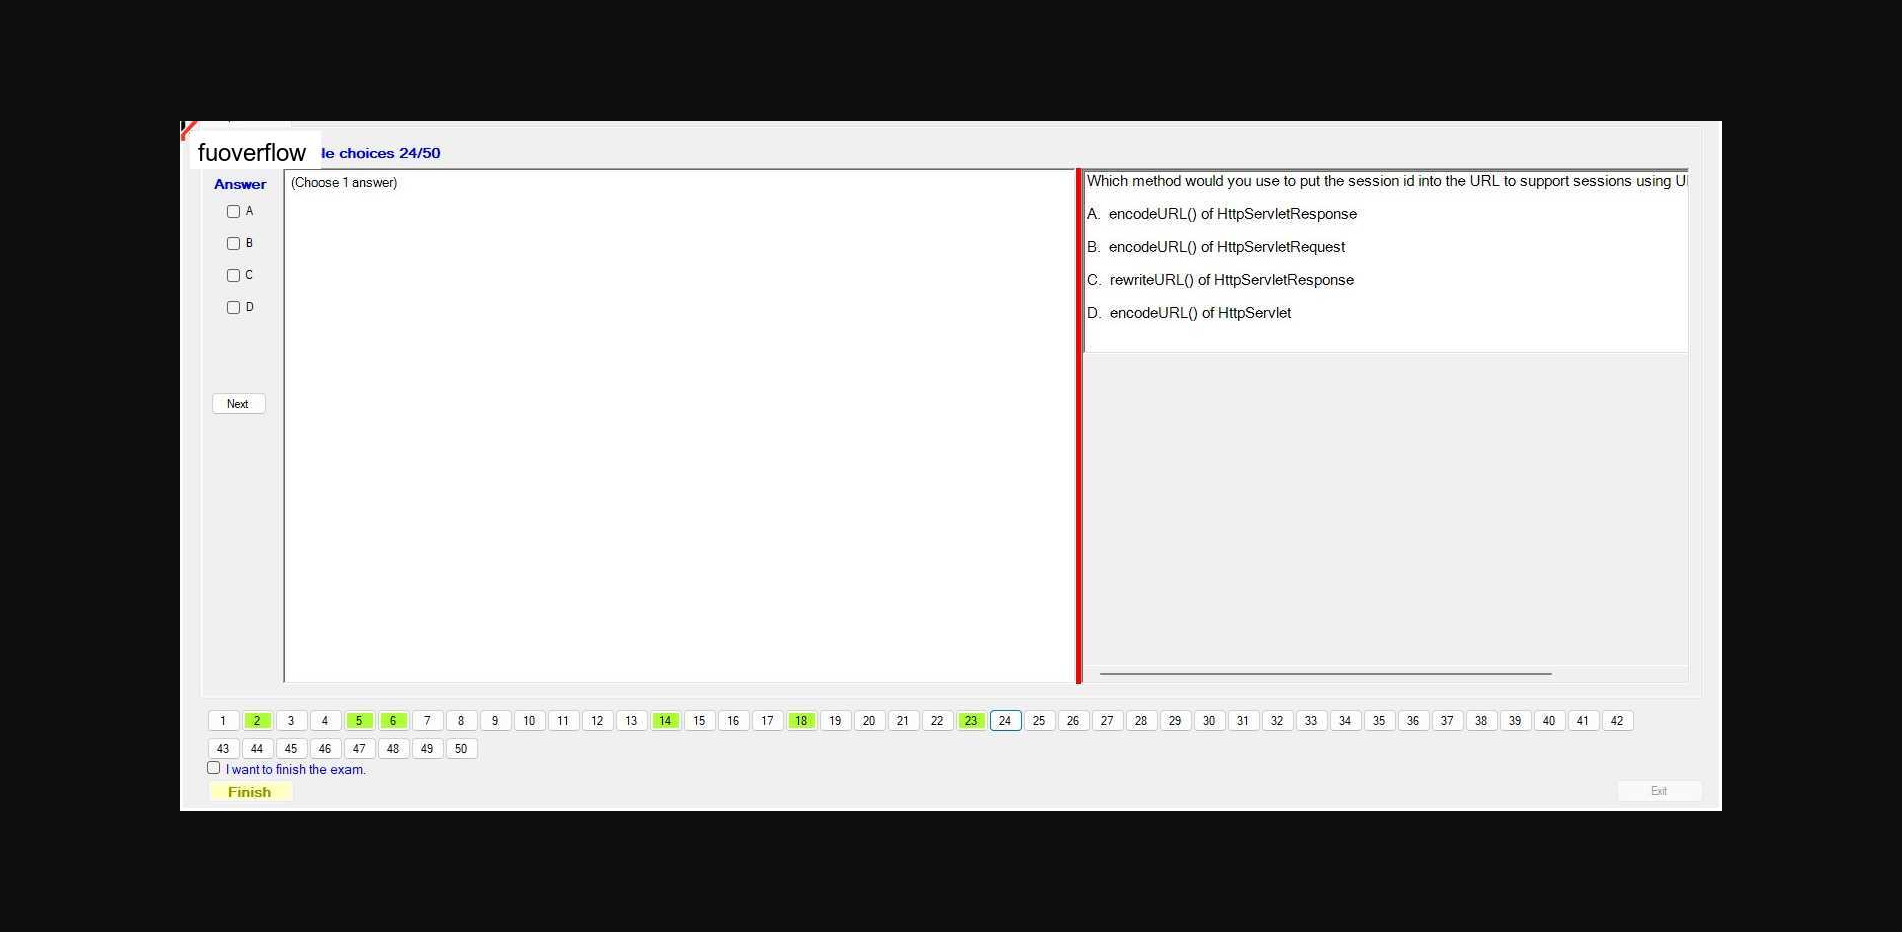 fuoverflow
le choices 24/50
Answer
(Choose 1 answer)
A
B
C
D
Next
Which method would you use to put the session id into the URL to support sessions using
A. encodeURL() of HttpServletResponse
B. encodeURL() of HttpServletRequest
C. rewriteURL() of HttpServletResponse
D. encodeURL() of HttpServlet
1 2 3 4 5 6 7 8 9 10 11 12 13 14 15 16 17 18 19 20 21 22 23 24 25 26 27 28 29 30 31 32 33 34 35 36 37 38 39 40 41 42
43 44 45 46 47 48 49 50
I want to finish the exam.
Finish
Exit